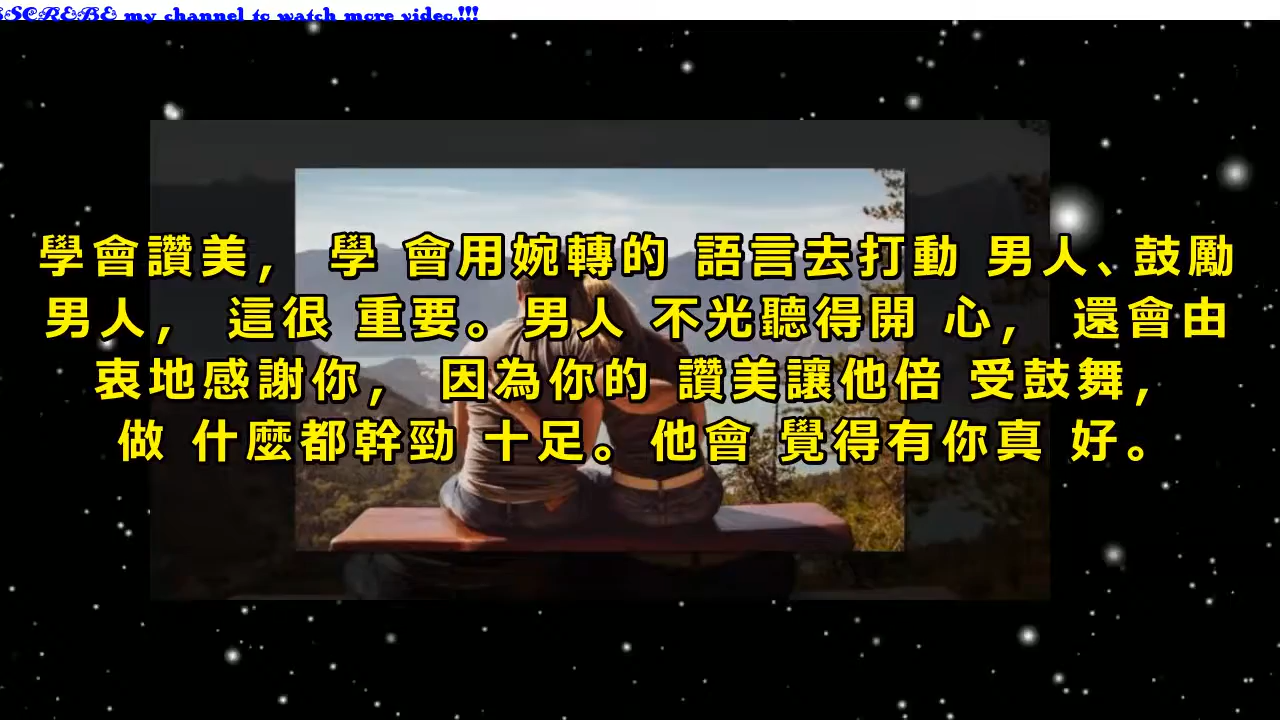 SCRIBE my channel to watch more video.!!!
學會讚美， 學 會用婉轉的 語言去打動 男人、鼓勵
男人， 這很 重要。男人 不光聽得開 心， 還會由
衷地感謝你， 因為你的 讚美讓他倍 受鼓舞，
做 什麼都幹勁 十足。他會 覺得有你真 好。